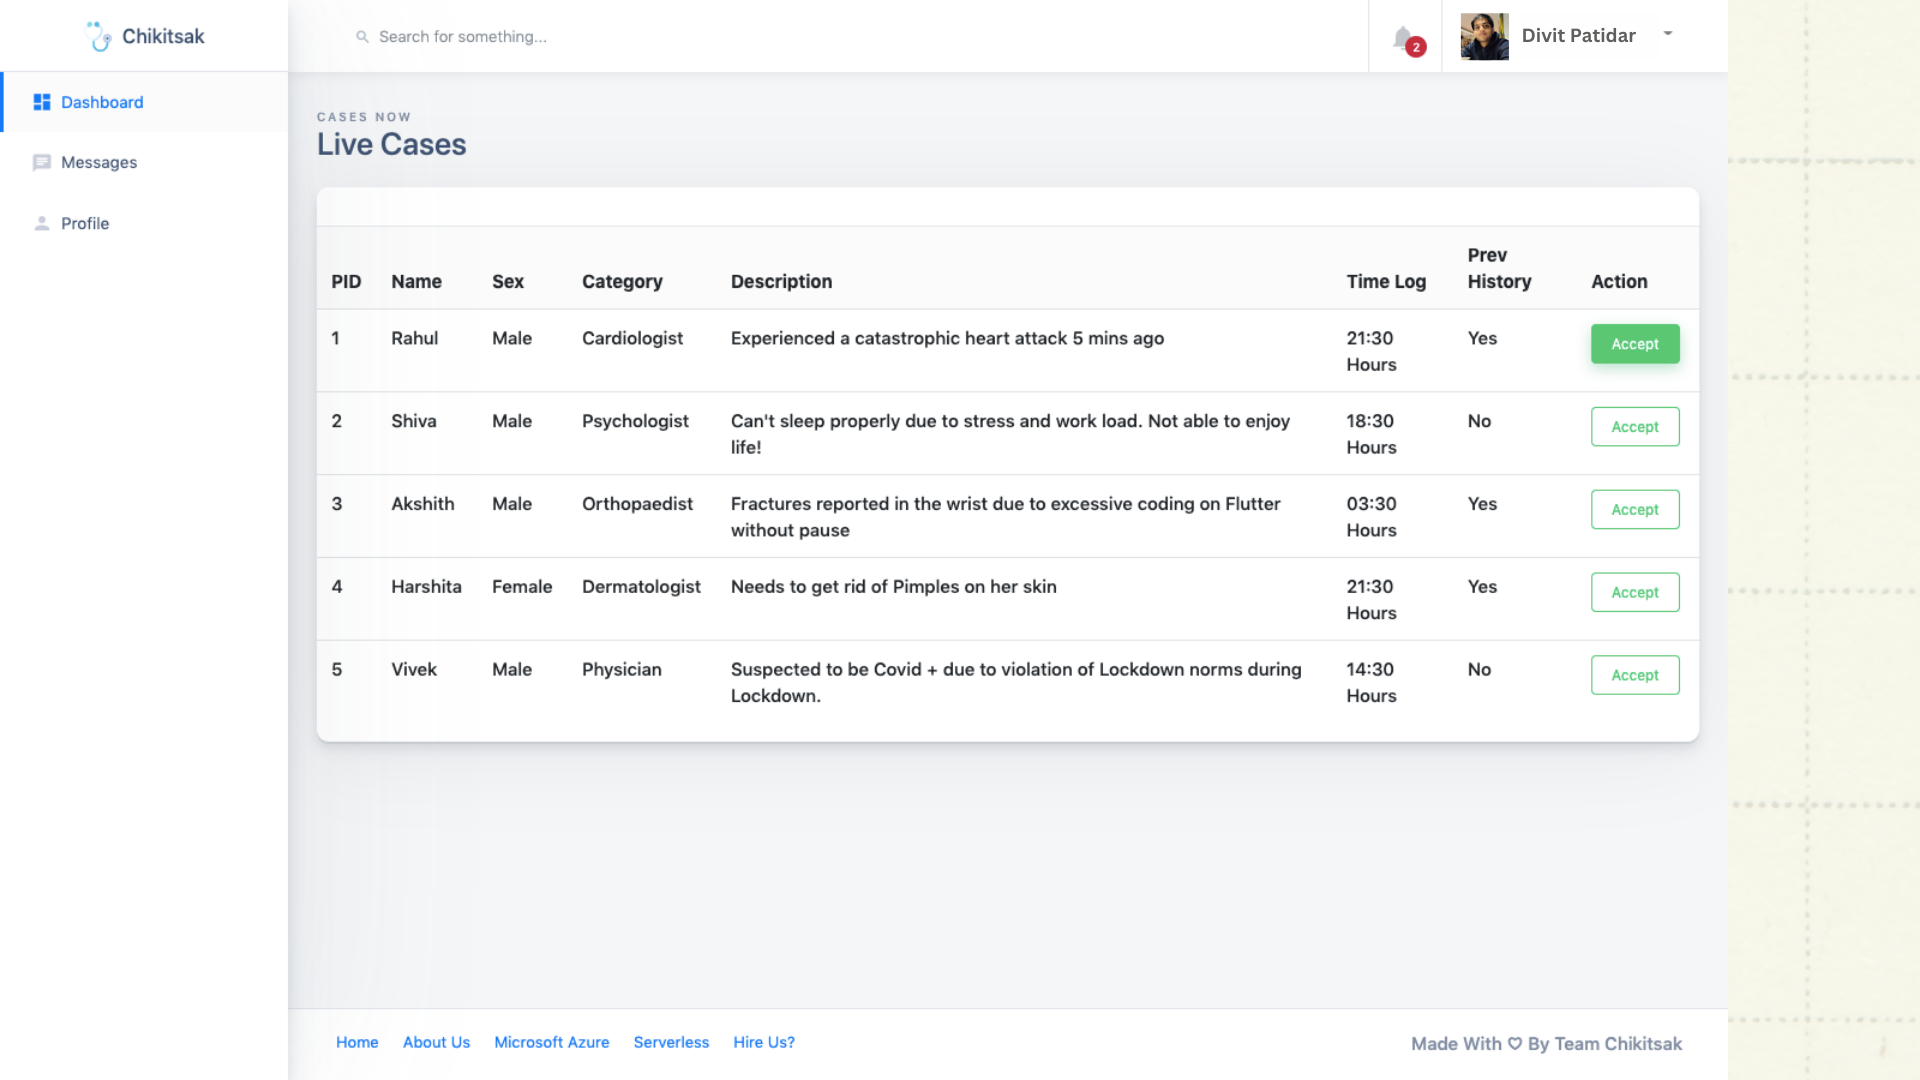 Chikitsak
Search for something...
2
Divit Patidar
Dashboard
Messages
Profile
CASES NOW
Live Cases
PID Name Sex Category Description Time Log Prev History Action
1 Rahul Male Cardiologist Experienced a catastrophic heart attack 5 mins ago 21:30 Hours Yes Accept
2 Shiva Male Psychologist Can't sleep properly due to stress and work load. Not able to enjoy life! 18:30 Hours No Accept
3 Akshith Male Orthopaedist Fractures reported in the wrist due to excessive coding on Flutter without pause 03:30 Hours Yes Accept
4 Harshita Female Dermatologist Needs to get rid of Pimples on her skin 21:30 Hours Yes Accept
5 Vivek Male Physician Suspected to be Covid + due to violation of Lockdown norms during Lockdown. 14:30 Hours No Accept
Home About Us Microsoft Azure Serverless Hire Us?
Made With ♡ By Team Chikitsak